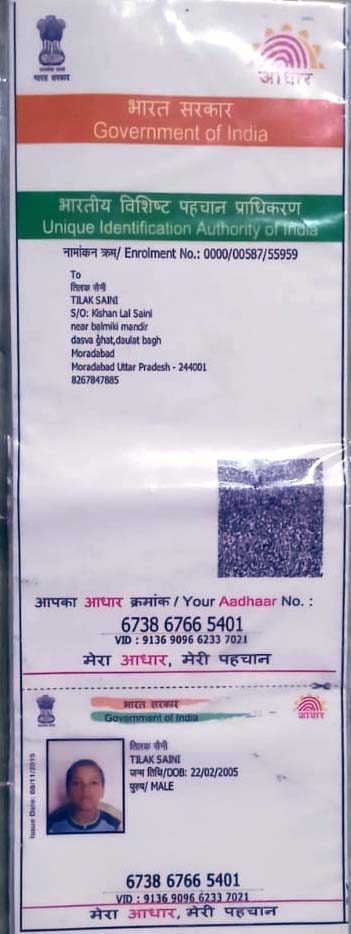 भारत सरकार
आधार
भारत सरकार
Government of India
भारतीय विशिष्ट पहचान प्राधिकरण
Unique Identification Authority of India
नामांकन क्रम/ Enrolment No.: 0000/00587/55959
To
तिलक सैनी
TILAK SAINI
S/O: Kishan Lal Saini
near balmiki mandir
dasva ghat,daulat bagh
Moradabad
Moradabad Uttar Pradesh - 244001
8267847885
आपका आधार क्रमांक / Your Aadhaar No. :
6738 6766 5401
VID : 9136 9096 6233 7021
मेरा आधार, मेरी पहचान
भारत सरकार
Government of India
आधार
Issue Date: 08/11/2015
तिलक सैनी
TILAK SAINI
जन्म तिथि/DOB: 22/02/2005
पुरुष/ MALE
6738 6766 5401
VID : 9136 9096 6233 7021
मेरा आधार, मेरी पहचान